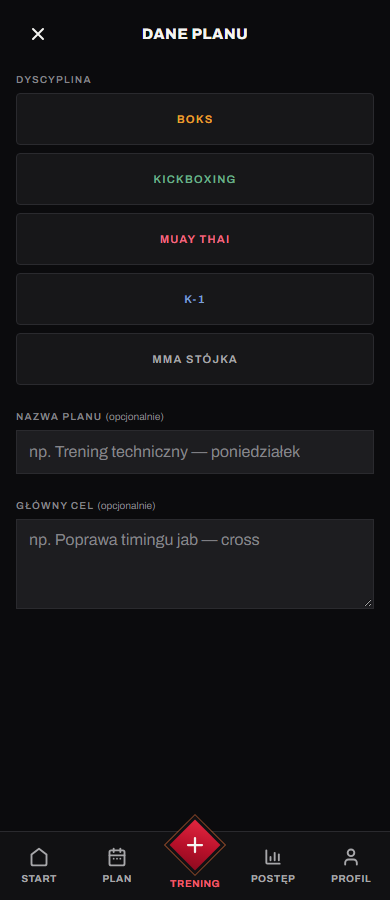 DANE PLANU
DYSCYPLINA
BOKS
KICKBOXING
MUAY THAI
K-1
MMA STÓJKA
NAZWA PLANU (opcjonalnie)
np. Trening techniczny — poniedziałek
GŁÓWNY CEL (opcjonalnie)
np. Poprawa timingu jab — cross
START
PLAN
TRENING
POSTĘP
PROFIL